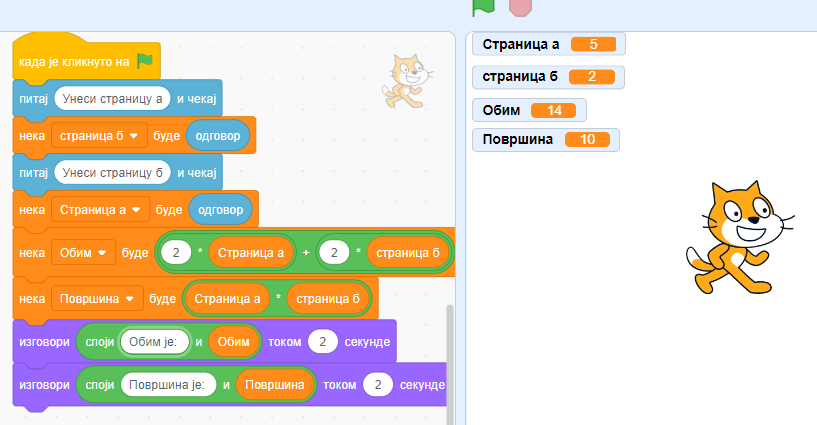 када је кликнуто на
питај Унеси страницу а и чекај
нека страница б буде одговор
питај Унеси страницу б и чекај
нека Страница а буде одговор
нека Обим буде 2 * Страница а + 2 * страница б
нека Површина буде Страница а * страница б
изговори споји Обим је: и Обим током 2 секунде
изговори споји Површина је: и Површина током 2 секунде
Страница а 5
страница б 2
Обим 14
Површина 10